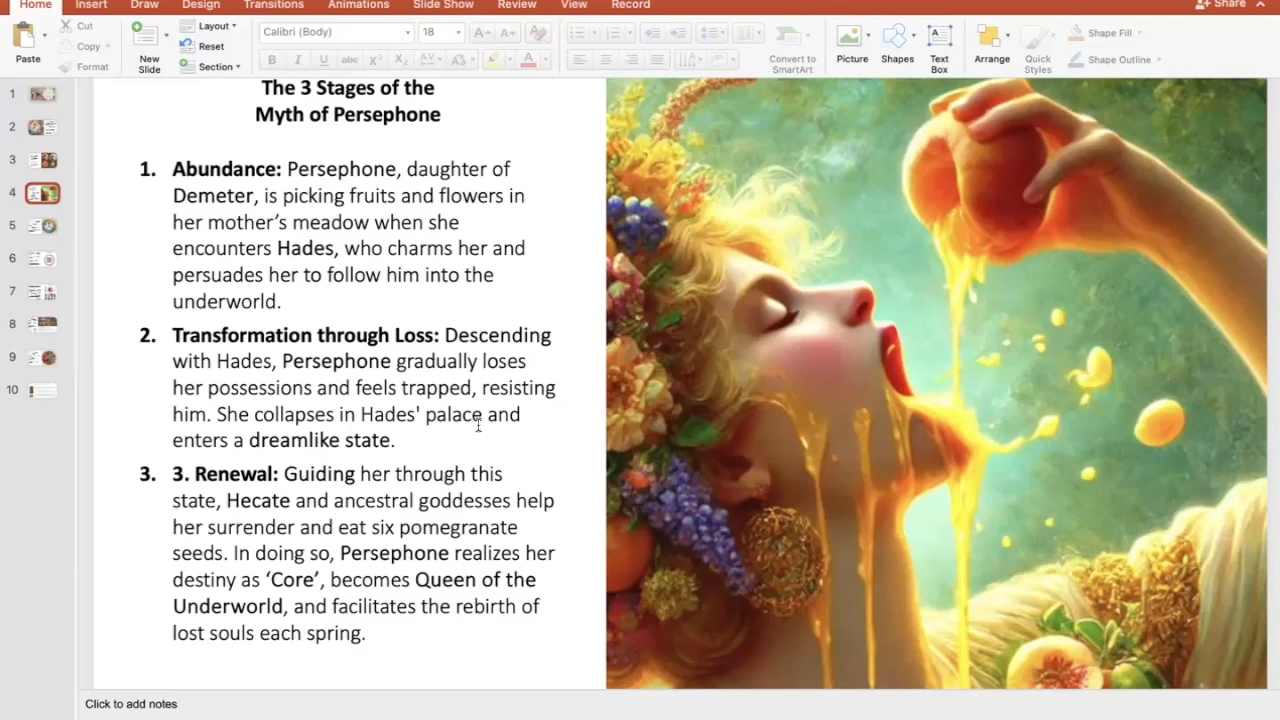 Home Insert Draw Design Transitions Animations Slide Show Review View Record Share
Paste
Cut
Copy
Format
New
Slide
Layout
Reset
Section
Calibri (Body) 18
B I U abc X² X₂ AV
Convert to
SmartArt
Picture
Shapes
Text
Box
Arrange
Quick
Styles
Shape Fill
Shape Outline
1
2
3
4
5
6
7
8
9
10
The 3 Stages of the
Myth of Persephone
1. Abundance: Persephone, daughter of
Demeter, is picking fruits and flowers in
her mother’s meadow when she
encounters Hades, who charms her and
persuades her to follow him into the
underworld.
2. Transformation through Loss: Descending
with Hades, Persephone gradually loses
her possessions and feels trapped, resisting
him. She collapses in Hades' palace and
enters a dreamlike state.
3. 3. Renewal: Guiding her through this
state, Hecate and ancestral goddesses help
her surrender and eat six pomegranate
seeds. In doing so, Persephone realizes her
destiny as ‘Core’, becomes Queen of the
Underworld, and facilitates the rebirth of
lost souls each spring.
Click to add notes